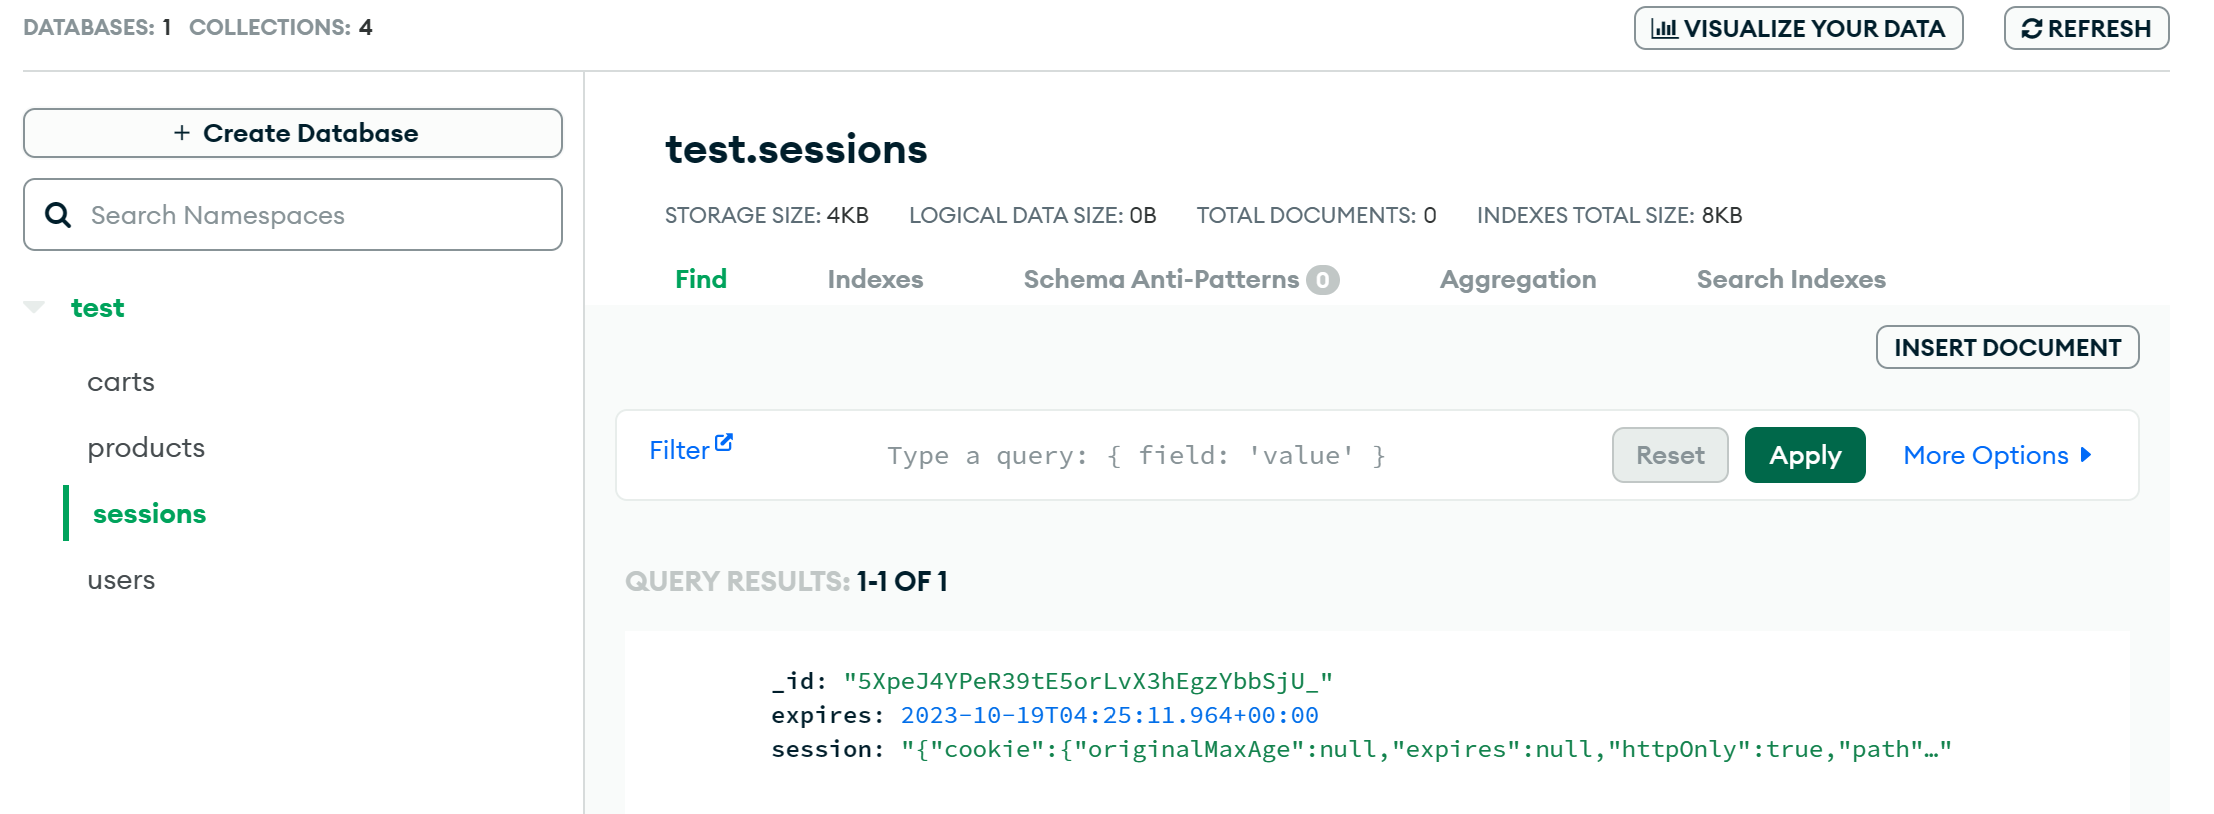 DATABASES: 1 COLLECTIONS: 4
VISUALIZE YOUR DATA
REFRESH
+ Create Database
Search Namespaces
test
carts
products
sessions
users
test.sessions
STORAGE SIZE: 4KB LOGICAL DATA SIZE: 0B TOTAL DOCUMENTS: 0 INDEXES TOTAL SIZE: 8KB
Find Indexes Schema Anti-Patterns 0 Aggregation Search Indexes
INSERT DOCUMENT
Filter Type a query: { field: 'value' } Reset Apply More Options
QUERY RESULTS: 1-1 OF 1
_id: "5XpeJ4YPeR39tE5orLvX3hEgzYbbSjU_"
expires: 2023-10-19T04:25:11.964+00:00
session: "{"cookie":{"originalMaxAge":null,"expires":null,"httpOnly":true,"path"…"